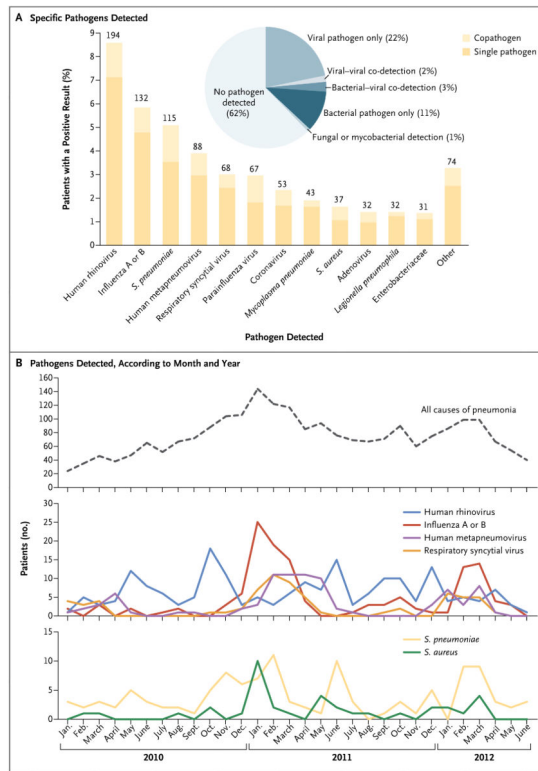 A Specific Pathogens Detected
Copathogen
Single pathogen
Patients with a Positive Result (%)
9
8
7
6
5
4
3
2
1
0
194
132
115
88
68
67
53
43
37
32
32
31
74
Viral pathogen only (22%)
Viral–viral co-detection (2%)
Bacterial–viral co-detection (3%)
Bacterial pathogen only (11%)
Fungal or mycobacterial detection (1%)
No pathogen
detected
(62%)
Human rhinovirus
Influenza A or B
S. pneumoniae
Human metapneumovirus
Respiratory syncytial virus
Parainfluenza virus
Coronavirus
Mycoplasma pneumoniae
S. aureus
Adenovirus
Legionella pneumophila
Enterobacteriaceae
Other
Pathogen Detected
B Pathogens Detected, According to Month and Year
160
140
120
100
80
60
40
20
0
All causes of pneumonia
Patients (no.)
30
25
20
15
10
5
0
Human rhinovirus
Influenza A or B
Human metapneumovirus
Respiratory syncytial virus
15
10
5
0
S. pneumoniae
S. aureus
Jan. Feb. March April May June July Aug. Sept. Oct. Nov. Dec. Jan. Feb. March April May June July Aug. Sept. Oct. Nov. Dec. Jan. Feb. March April May June
2010 2011 2012